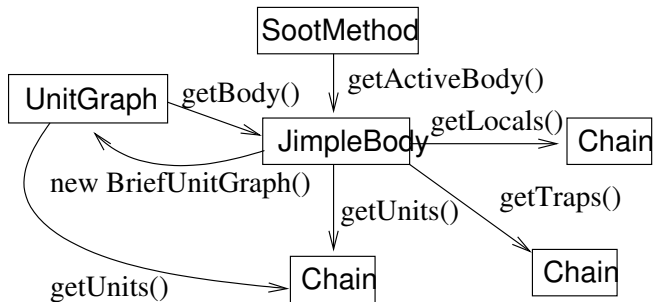 SootMethod
getActiveBody()
UnitGraph
getBody()
getLocals()
JimpleBody
Chain
new BriefUnitGraph()
getUnits()
getTraps()
getUnits()
Chain
Chain